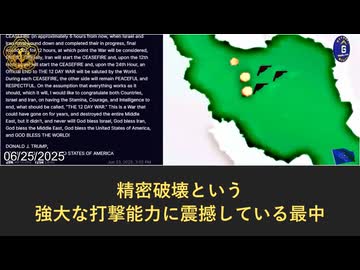 CEASEFIRE on approximately 6 hours from now, when Israel and
Iran have wound down and completed their in progress, final
missions!), for 12 hours, at which point the War will be considered,
ENDED! Officially, Iran will start the CEASEFIRE and, upon the 12th
Hour, Israel will start the CEASEFIRE and, upon the 24th Hour, an
Official END to THE 12 DAY WAR will be saluted by the World.
During each CEASEFIRE, the other side will remain PEACEFUL and
RESPECTFUL. On the assumption that everything works as it
should, which it will, I would like to congratulate both Countries,
Israel and Iran, on having the Stamina, Courage, and Intelligence to
end, what should be called, "THE 12 DAY WAR." This is a War that
could have gone on for years, and destroyed the entire Middle
East, but it didn't, and never will! God bless Israel, God bless Iran,
God bless the Middle East, God bless the United States of America,
and GOD BLESS THE WORLD!
DONALD J. TRUMP,
STATES OF AMERICA
06/25/2025
精密破壊という
強大な打撃能力に震撼している最中